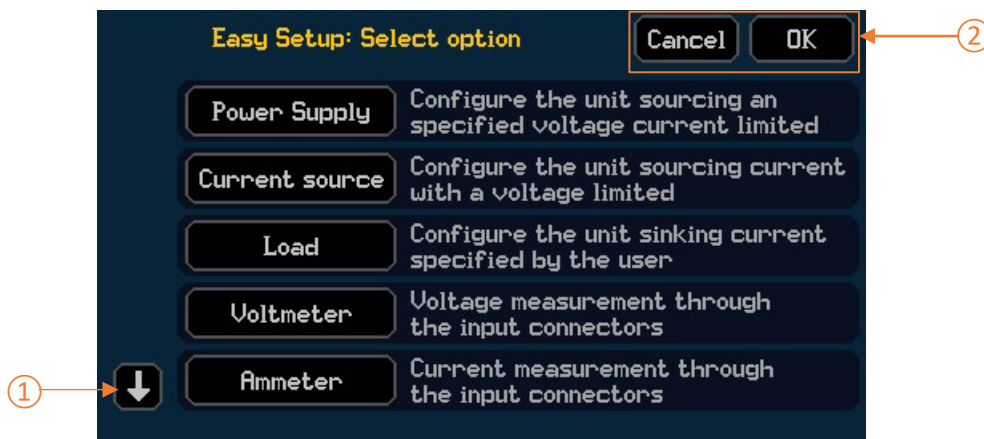 Easy Setup: Select option
Cancel
OK
2
Power Supply
Configure the unit sourcing an
specified voltage current limited
Current source
Configure the unit sourcing current
with a voltage limited
Load
Configure the unit sinking current
specified by the user
Voltmeter
Voltage measurement through
the input connectors
1
Ammeter
Current measurement through
the input connectors